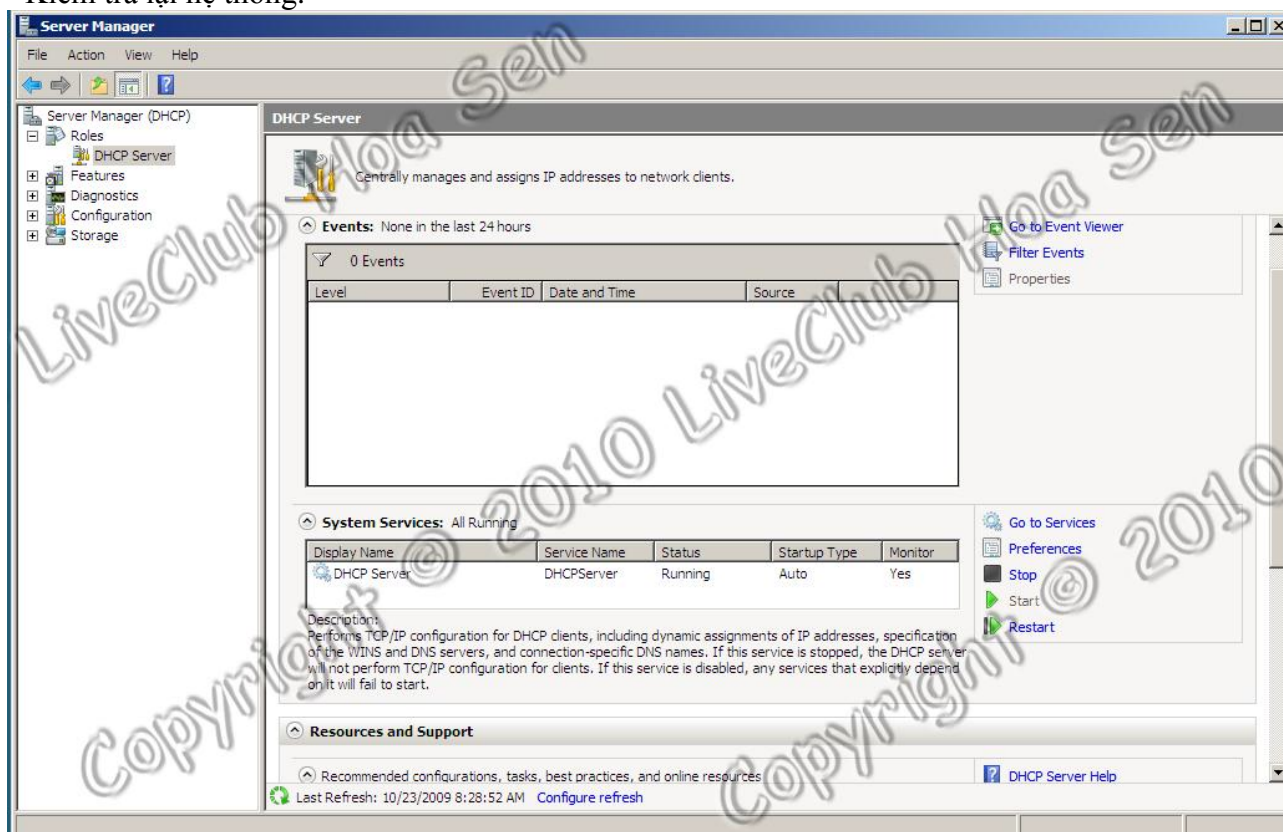 Kiểm tra lại hệ thống:
Server Manager
File Action View Help
Server Manager (DHCP)
Roles
DHCP Server
Features
Diagnostics
Configuration
Storage
DHCP Server
Centrally manages and assigns IP addresses to network clients.
Events: None in the last 24 hours
0 Events
Level Event ID Date and Time Source
Go to Event Viewer
Filter Events
Properties
System Services: All Running
Display Name Service Name Status Startup Type Monitor
DHCP Server DHCPServer Running Auto Yes
Description:
Performs TCP/IP configuration for DHCP clients, including dynamic assignments of IP addresses, specification
of the WINS and DNS servers, and connection-specific DNS names. If this service is stopped, the DHCP server
will not perform TCP/IP configuration for clients. If this service is disabled, any services that explicitly depend
on it will fail to start.
Go to Services
Preferences
Stop
Start
Restart
Resources and Support
Recommended configurations, tasks, best practices, and online resources
DHCP Server Help
Last Refresh: 10/23/2009 8:28:52 AM Configure refresh
LiveClub Hoa Sen
Copyright © 2010 LiveClub Hoa Sen
Copyright © 2010